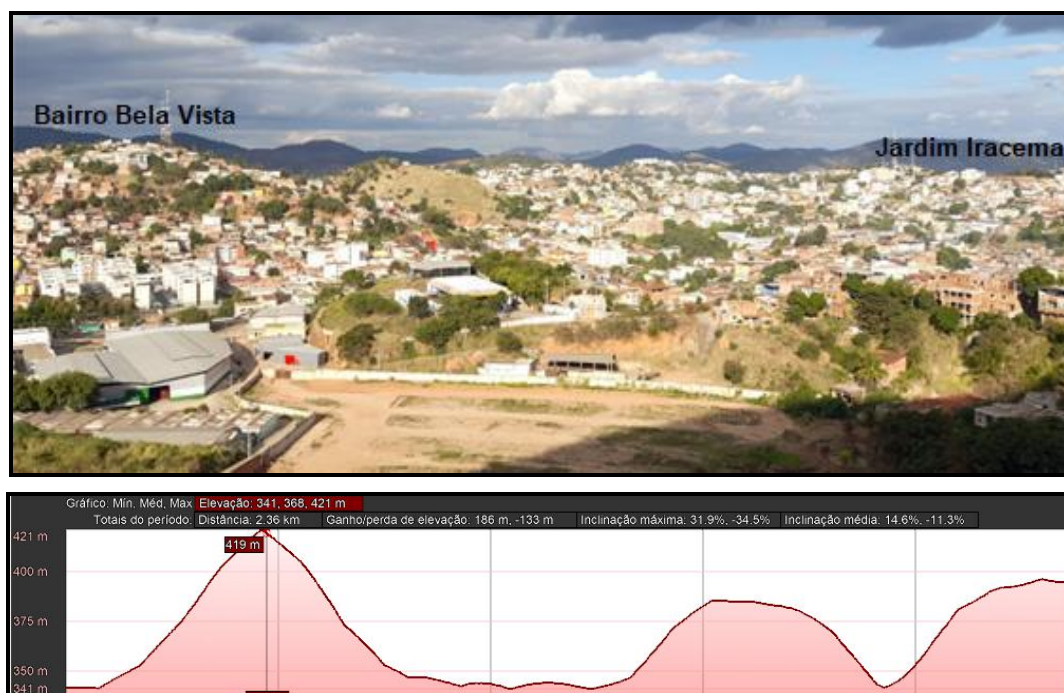 Bairro Bela Vista
Jardim Iracema
Gráfico: Mín. Méd, Max Elevação: 341, 368, 421 m
Totais do período: Distância: 2.36 km Ganho/perda de elevação: 186 m, -133 m Inclinação máxima: 31.9%, -34.5% Inclinação média: 14.6%, -11.3%
421 m
419 m
400 m
375 m
350 m
341 m